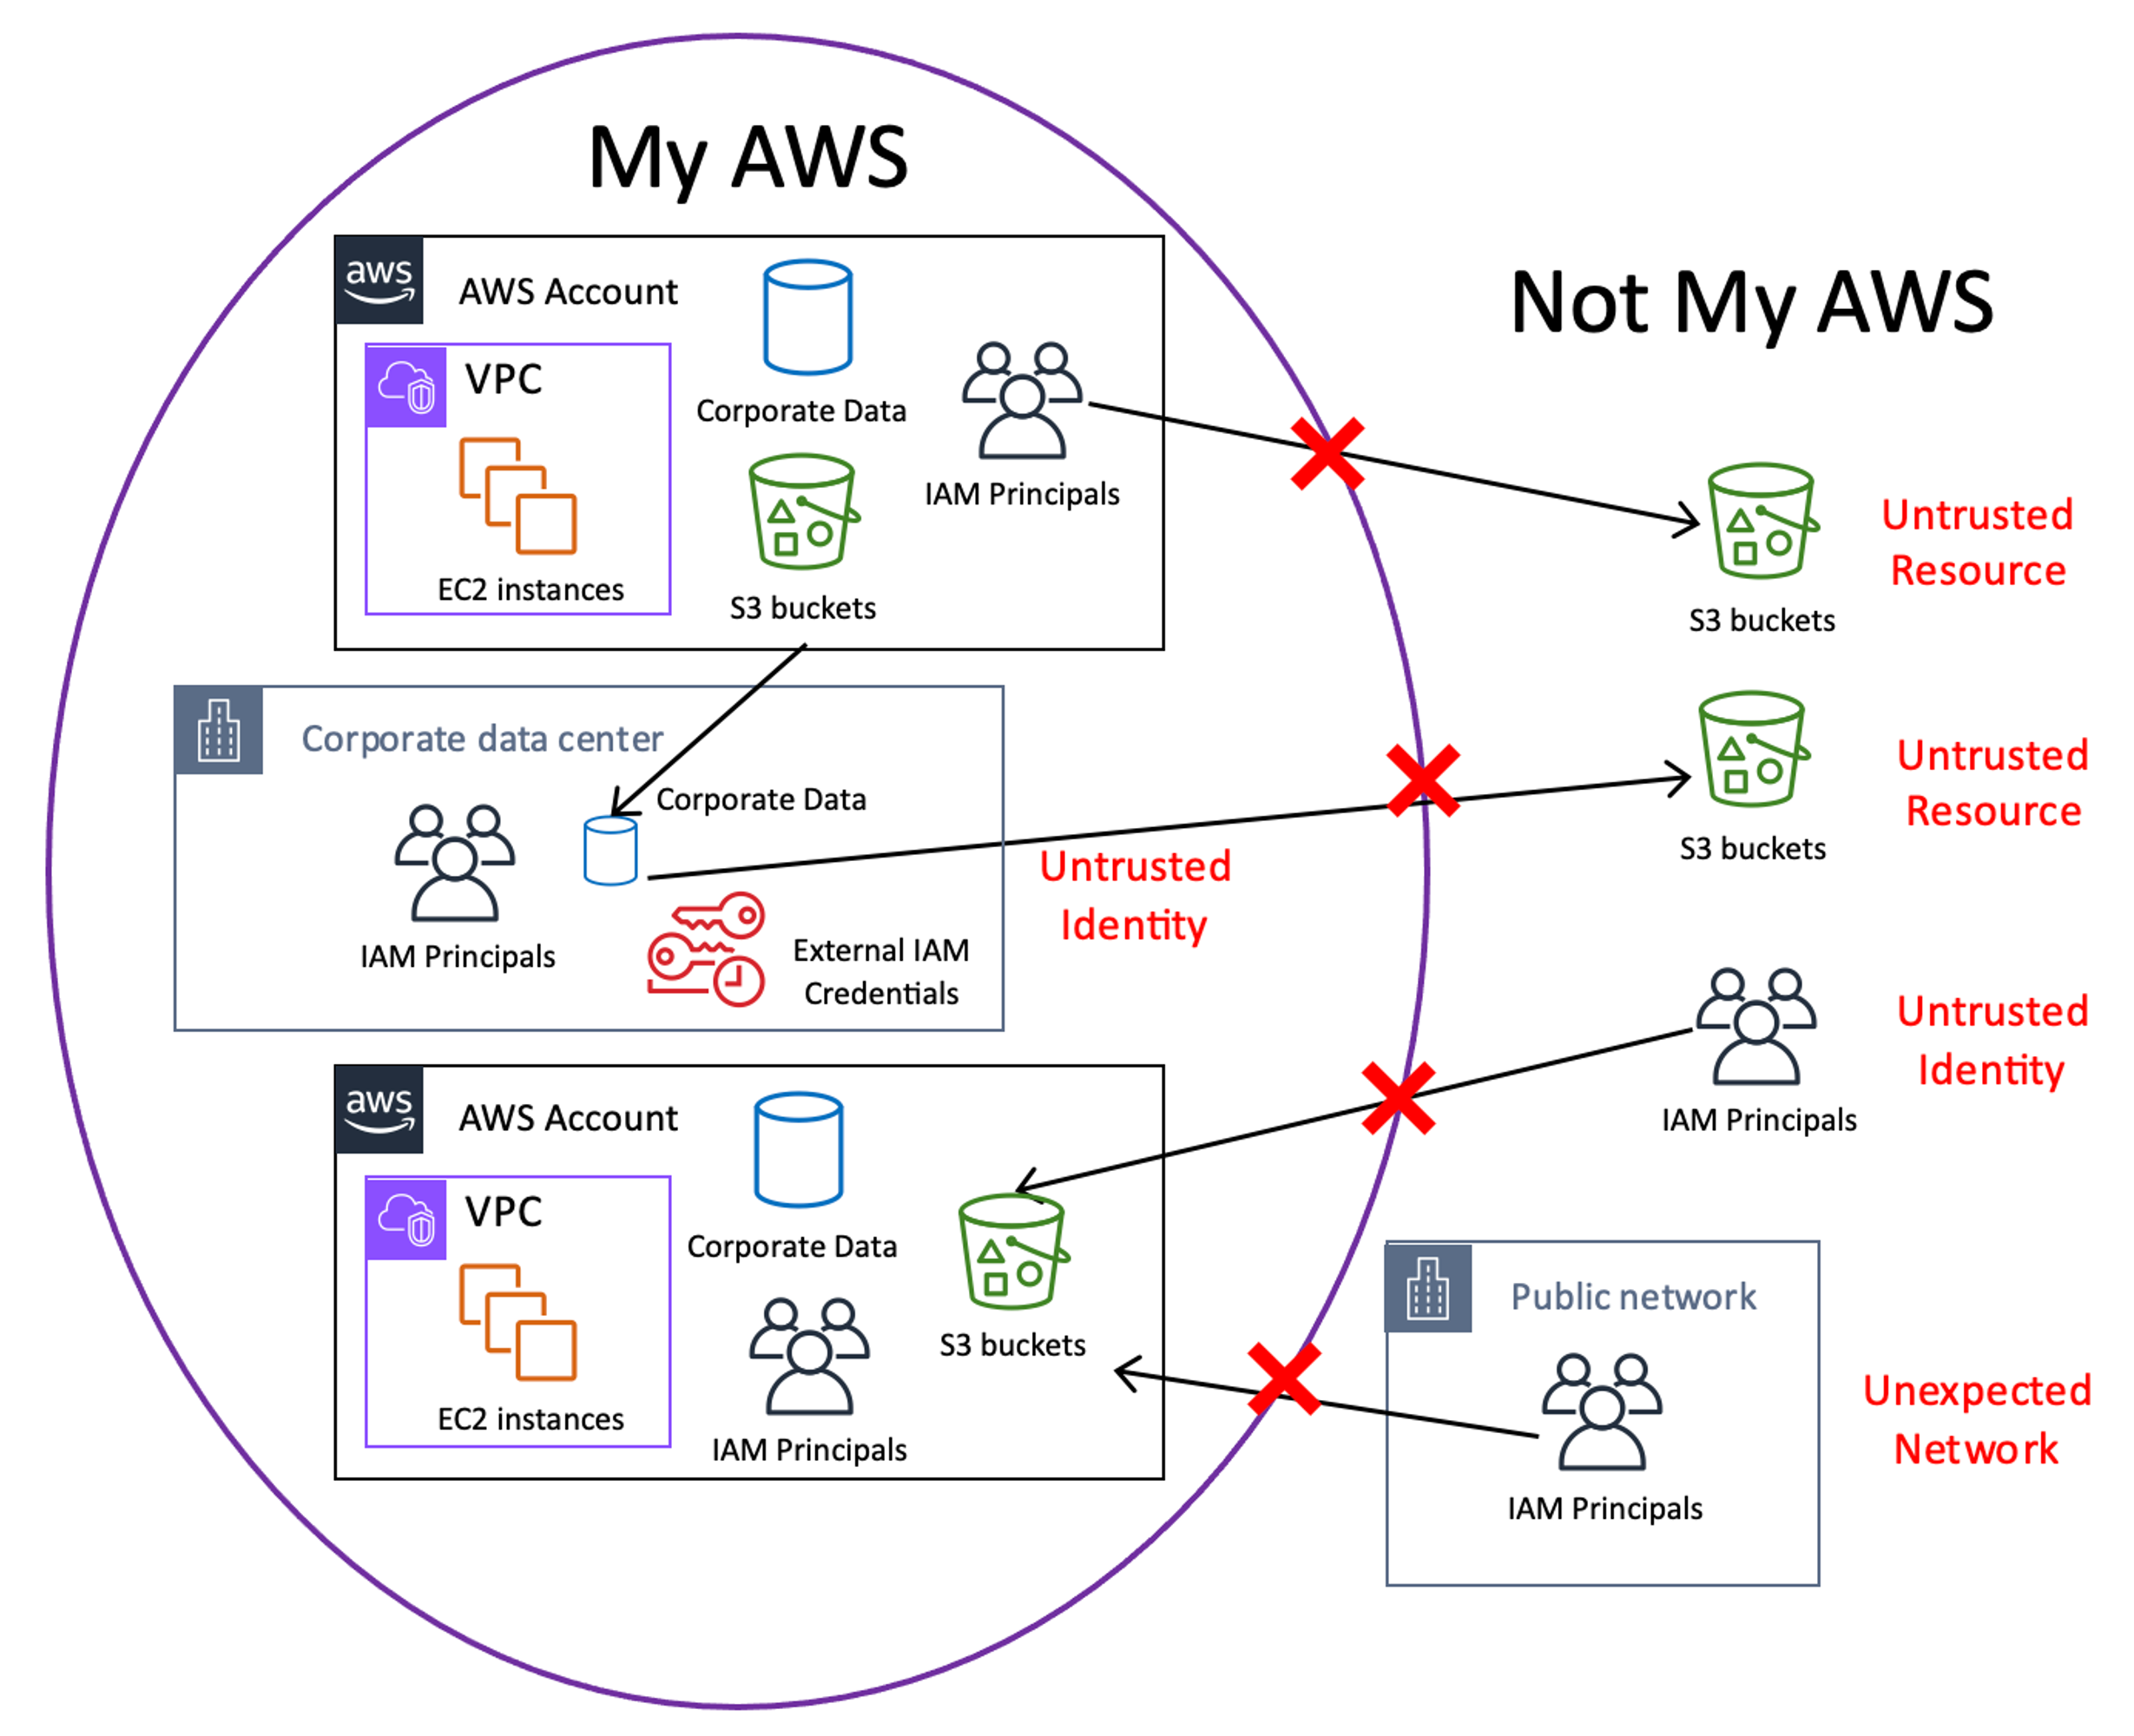 My AWS
Not My AWS
aws
AWS Account
VPC
EC2 instances
Corporate Data
S3 buckets
IAM Principals
S3 buckets
Untrusted
Resource
Corporate data center
IAM Principals
Corporate Data
External IAM
Credentials
Untrusted
Identity
S3 buckets
Untrusted
Resource
IAM Principals
Untrusted
Identity
aws
AWS Account
VPC
EC2 instances
Corporate Data
IAM Principals
S3 buckets
Public network
IAM Principals
Unexpected
Network